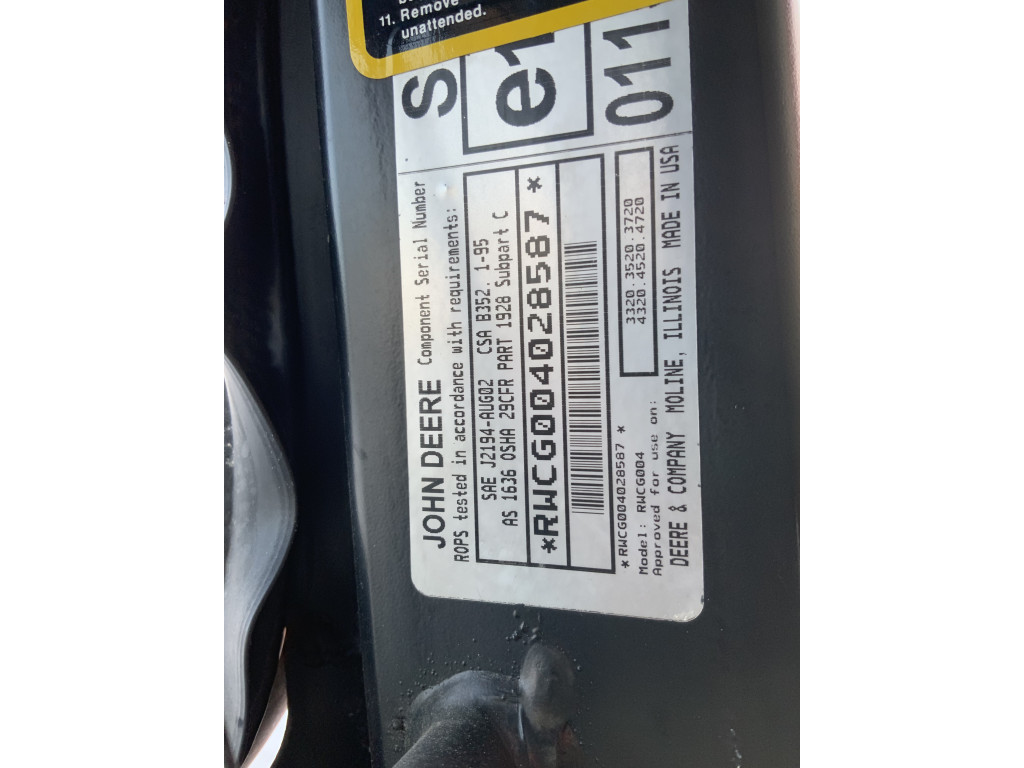 11. Remove
unattended.
S
e1
011
JOHN DEERE Component Serial Number
ROPS tested in accordance with requirements:
SAE J2194-AUG02 CSA B352. 1-95
AS 1636 OSHA 29CFR PART 1928 Subpart C
*RWCG004028587 *
*RWCG004028587 *
Model: RWCG004
Approved for use on:
3320.3520.3720
4320.4520.4720
DEERE & COMPANY MOLINE, ILLINOIS MADE IN USA